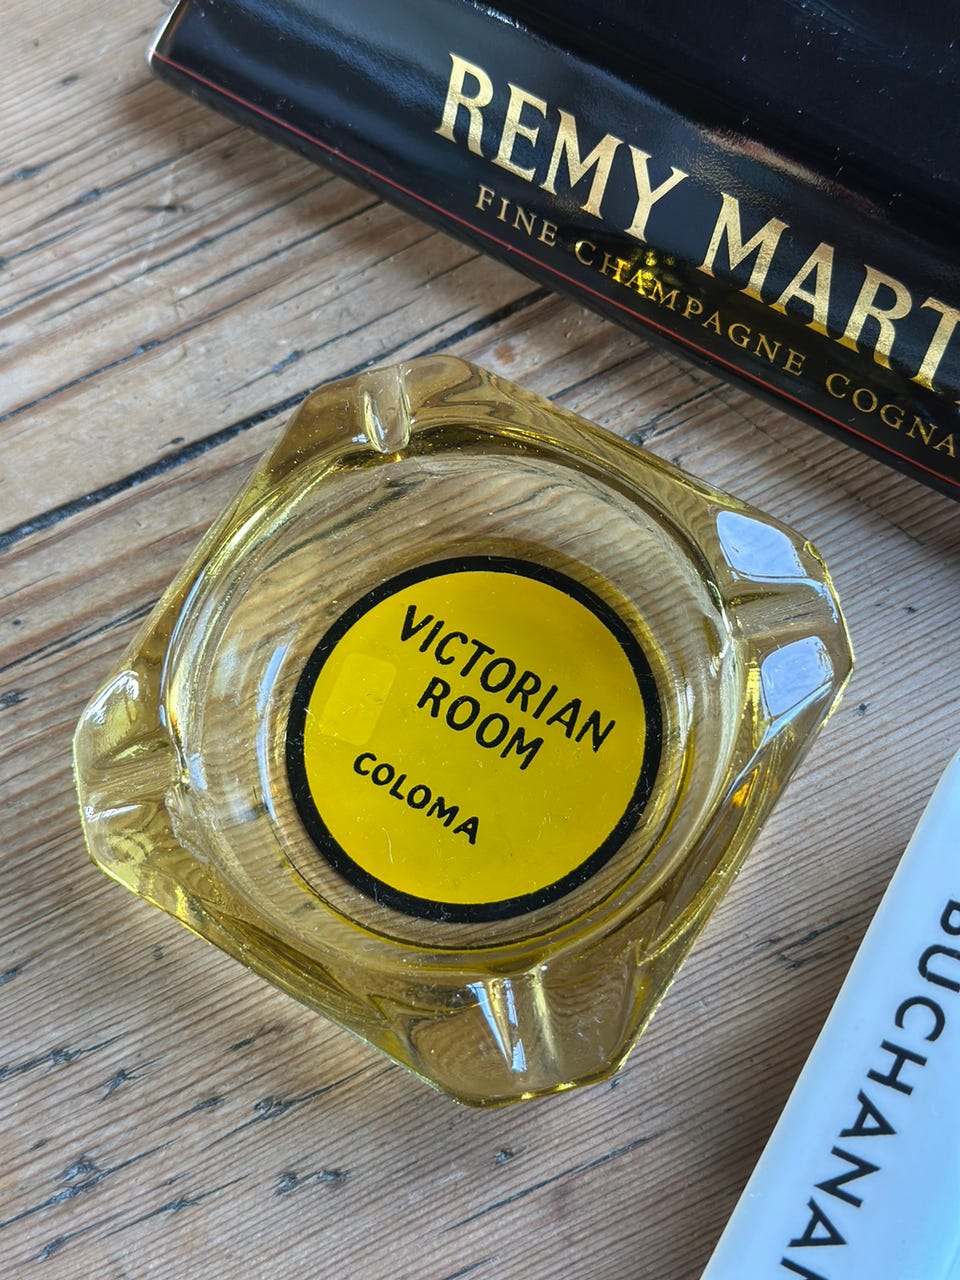 REMY MART
FINE CHAMPAGNE COGNA
VICTORIAN
ROOM
COLOMA
BUCHANA